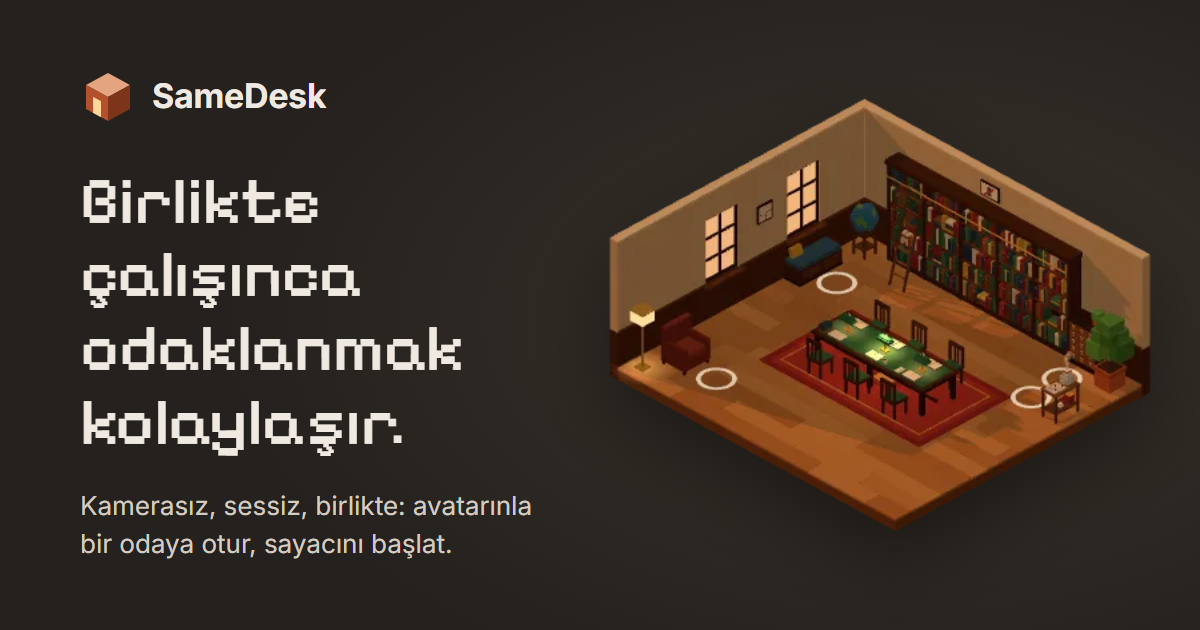 SameDesk
Birlikte
çalışınca
odaklanmak
kolaylaşır.
Kamerasız, sessiz, birlikte: avatarınla
bir odaya otur, sayacını başlat.